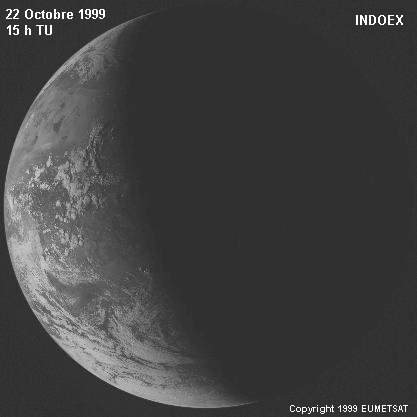 22 Octobre 1999
15 h TU
INDOEX
Copyright 1999 EUMETSAT